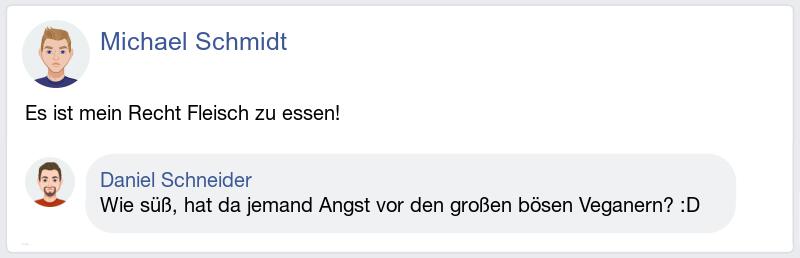 Michael Schmidt
Es ist mein Recht Fleisch zu essen!
Daniel Schneider
Wie süß, hat da jemand Angst vor den großen bösen Veganern? :D